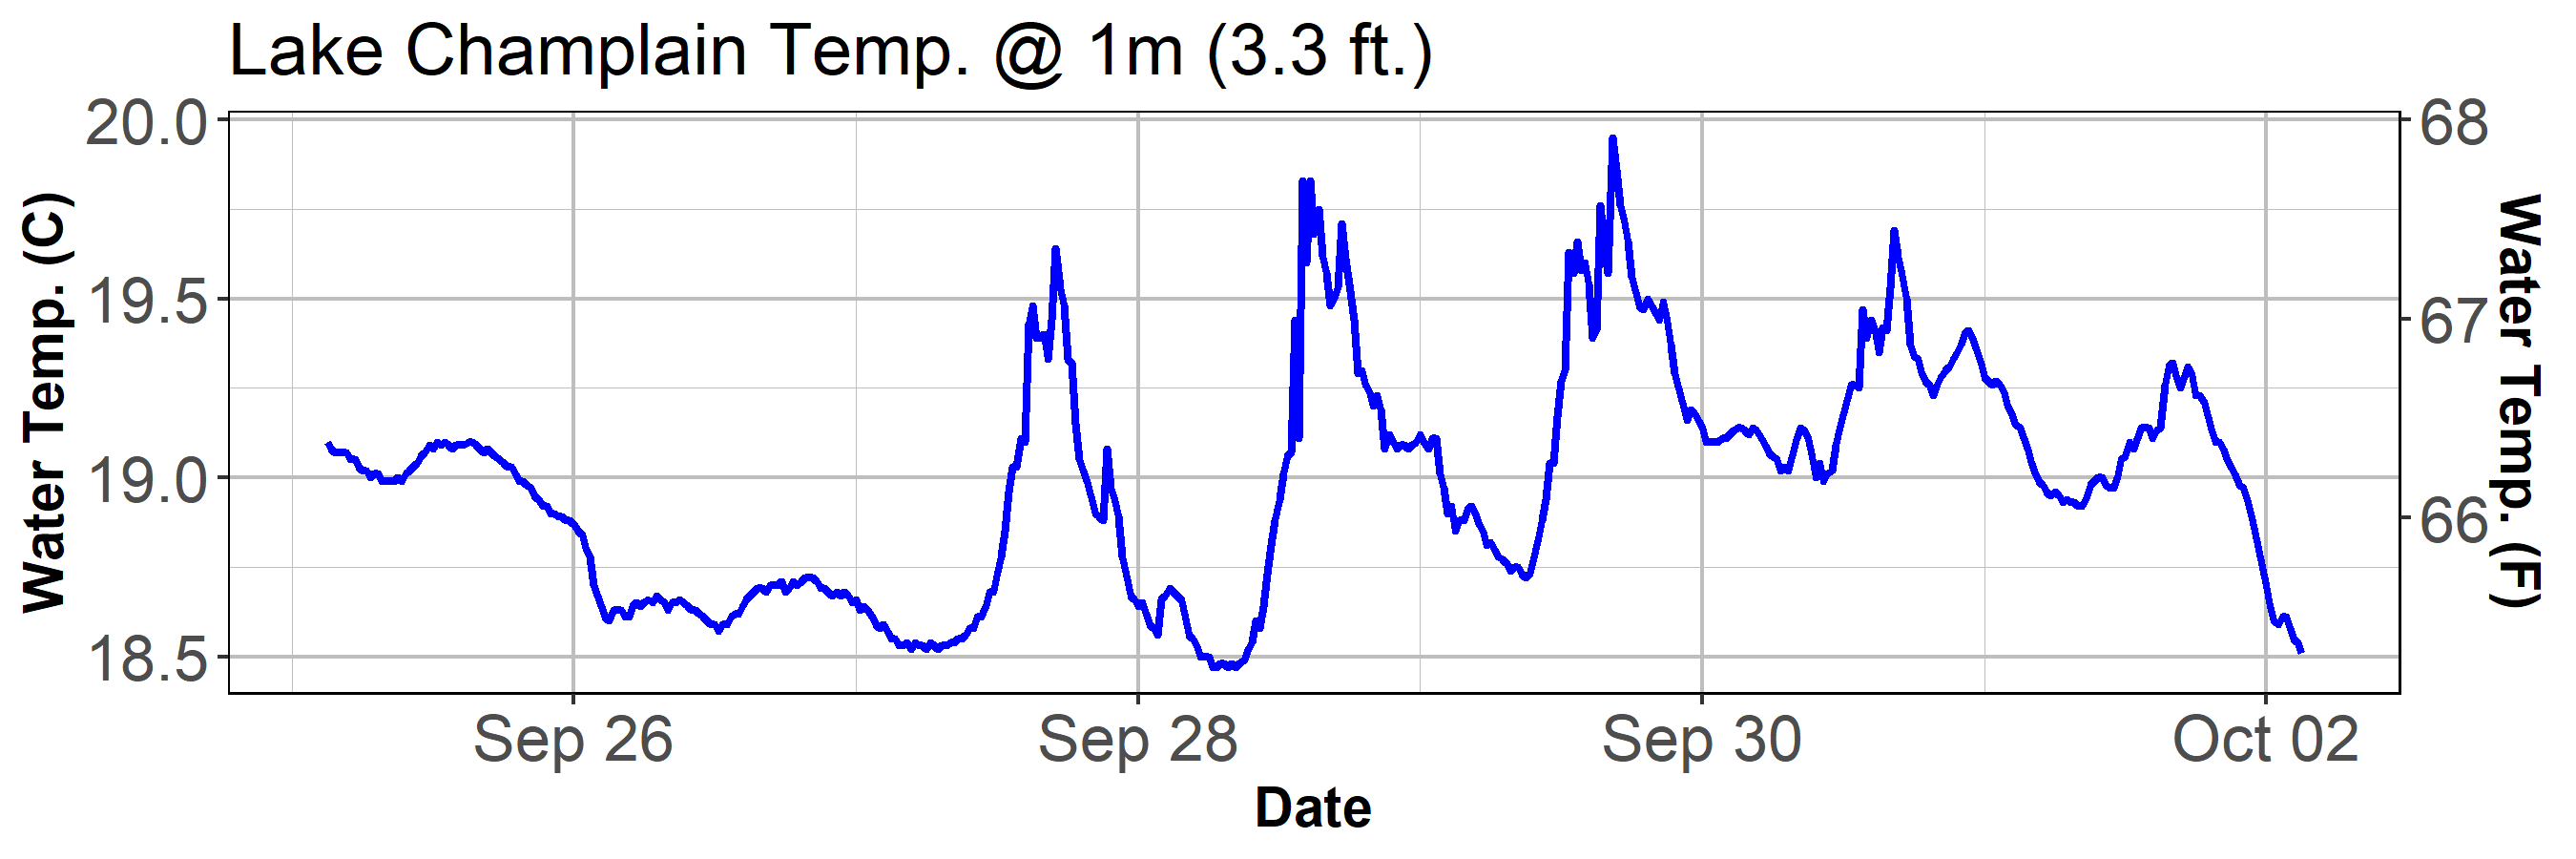 Lake Champlain Temp. @ 1m (3.3 ft.)
Water Temp. (C)
20.0
19.5
19.0
18.5
68
67
66
Water Temp. (F)
Sep 26
Sep 28
Sep 30
Oct 02
Date